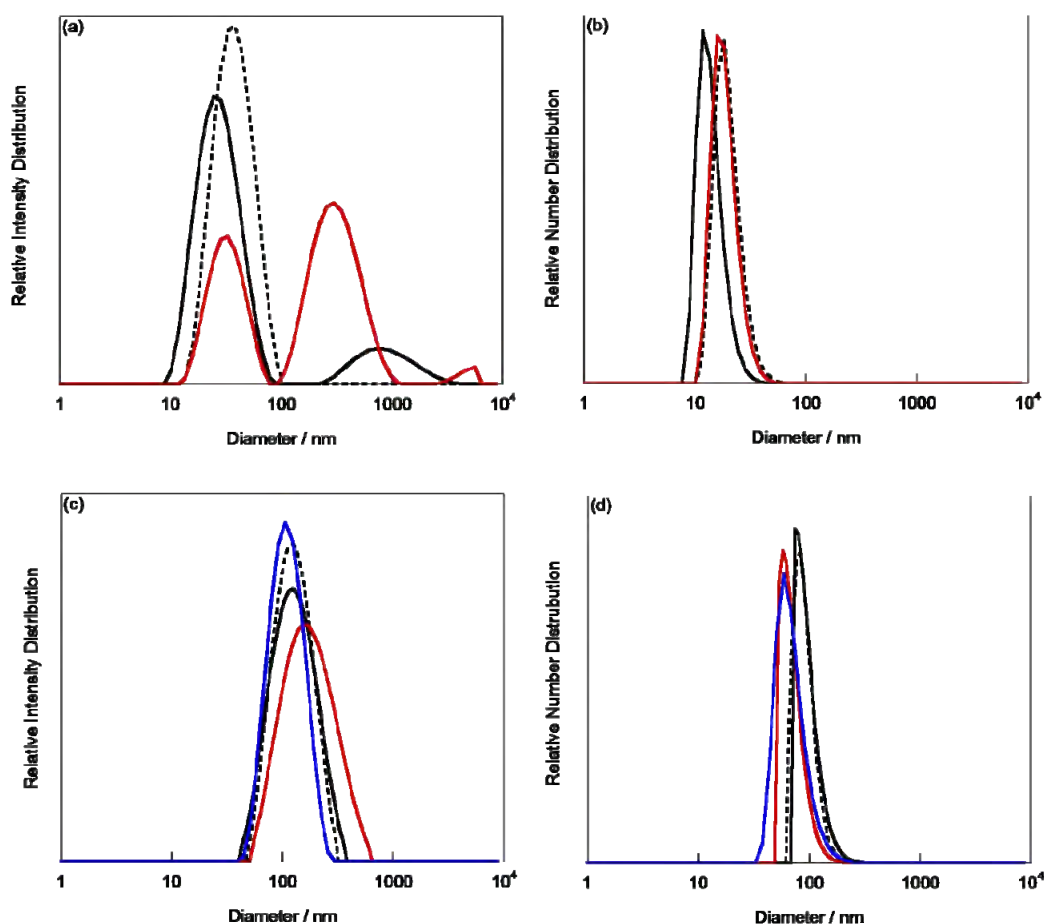 (a)
Relative Intensity Distribution
1 10 100 1000 10⁴
Diameter / nm
(b)
Relative Number Distribution
1 10 100 1000 10⁴
Diameter / nm
(c)
Relative Intensity Distribution
1 10 100 1000 10⁴
Diameter / nm
(d)
Relative Number Distrubution
1 10 100 1000 10⁴
Diameter / nm